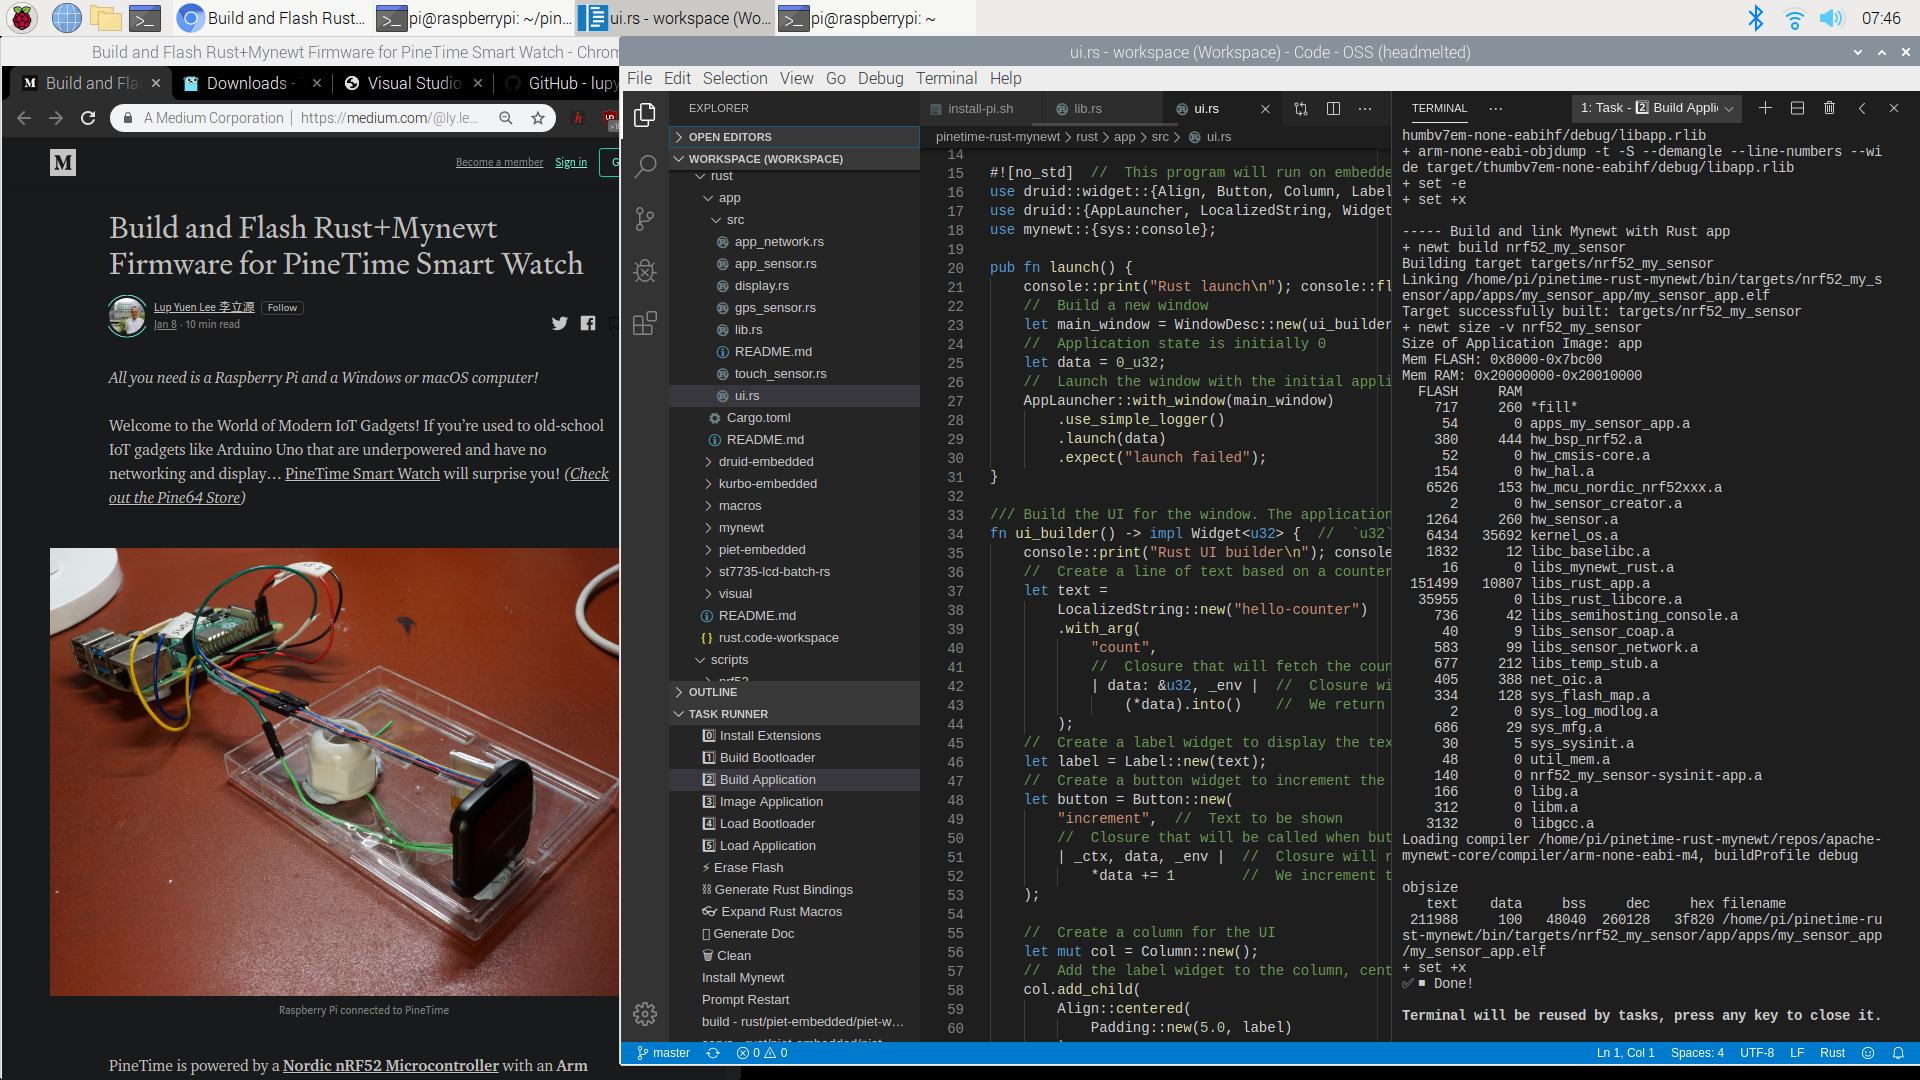 Build and Flash Rust...
pi@raspberrypi: ~/pin...
ui.rs - workspace (Wo...
pi@raspberrypi: ~
07:46
Build and Flash Rust+Mynewt Firmware for PineTime Smart Watch - Chrom
Build and Fla
Downloads -
Visual Studio
GitHub - lupy
A Medium Corporation | https://medium.com/@ly.le...
M
Become a member
Sign in
G
Build and Flash Rust+Mynewt
Firmware for PineTime Smart Watch
Lup Yuen Lee 李立源
Follow
Jan 8 · 10 min read
All you need is a Raspberry Pi and a Windows or macOS computer!
Welcome to the World of Modern IoT Gadgets! If you’re used to old-school
IoT gadgets like Arduino Uno that are underpowered and have no
networking and display… PineTime Smart Watch will surprise you! (Check
out the Pine64 Store)
Raspberry Pi connected to PineTime
PineTime is powered by a Nordic nRF52 Microcontroller with an Arm
ui.rs - workspace (Workspace) - Code - OSS (headmelted)
File Edit Selection View Go Debug Terminal Help
EXPLORER
OPEN EDITORS
WORKSPACE (WORKSPACE)
rust
app
src
app_network.rs
app_sensor.rs
display.rs
gps_sensor.rs
lib.rs
README.md
touch_sensor.rs
ui.rs
Cargo.toml
README.md
druid-embedded
kurbo-embedded
macros
mynewt
piet-embedded
st7735-lcd-batch-rs
visual
README.md
rust.code-workspace
scripts
nrf52
OUTLINE
TASK RUNNER
0 Install Extensions
1 Build Bootloader
2 Build Application
3 Image Application
4 Load Bootloader
5 Load Application
⚡ Erase Flash
⛓ Generate Rust Bindings
👓 Expand Rust Macros
Generate Doc
🗑 Clean
Install Mynewt
Prompt Restart
build - rust/piet-embedded/piet-w…
install-pi.sh
lib.rs
ui.rs
pinetime-rust-mynewt > rust > app > src > ui.rs
14
15 #![no_std]  //  This program will run on embedde
16 use druid::widget::{Align, Button, Column, Label
17 use druid::{AppLauncher, LocalizedString, Widget
18 use mynewt::{sys::console};
19
20 pub fn launch() {
21     console::print("Rust launch\n"); console::fl
22     //  Build a new window
23     let main_window = WindowDesc::new(ui_builder
24     //  Application state is initially 0
25     let data = 0_u32;
26     //  Launch the window with the initial appli
27     AppLauncher::with_window(main_window)
28         .use_simple_logger()
29         .launch(data)
30         .expect("launch failed");
31 }
32
33 /// Build the UI for the window. The application
34 fn ui_builder() -> impl Widget<u32> {  //  `u32`
35     console::print("Rust UI builder\n"); console
36     //  Create a line of text based on a counter
37     let text =
38         LocalizedString::new("hello-counter")
39         .with_arg(
40             "count",
41             //  Closure that will fetch the coun
42             | data: &u32, _env |  //  Closure wi
43                 (*data).into()    //  We return
44         );
45     //  Create a label widget to display the tex
46     let label = Label::new(text);
47     //  Create a button widget to increment the
48     let button = Button::new(
49         "increment",  //  Text to be shown
50         //  Closure that will be called when but
51         | _ctx, data, _env |  //  Closure will r
52             *data += 1        //  We increment t
53     );
54
55     //  Create a column for the UI
56     let mut col = Column::new();
57     //  Add the label widget to the column, cent
58     col.add_child(
59         Align::centered(
60             Padding::new(5.0, label)
TERMINAL
1: Task - 2 Build Applic
humbv7em-none-eabihf/debug/libapp.rlib
+ arm-none-eabi-objdump -t -S --demangle --line-numbers --wi
de target/thumbv7em-none-eabihf/debug/libapp.rlib
+ set -e
+ set +x
----- Build and link Mynewt with Rust app
+ newt build nrf52_my_sensor
Building target targets/nrf52_my_sensor
Linking /home/pi/pinetime-rust-mynewt/bin/targets/nrf52_my_s
ensor/app/apps/my_sensor_app/my_sensor_app.elf
Target successfully built: targets/nrf52_my_sensor
+ newt size -v nrf52_my_sensor
Size of Application Image: app
Mem FLASH: 0x8000-0x7bc00
Mem RAM: 0x20000000-0x20010000
FLASH RAM
717 260 *fill*
54 0 apps_my_sensor_app.a
380 444 hw_bsp_nrf52.a
52 0 hw_cmsis-core.a
154 0 hw_hal.a
6526 153 hw_mcu_nordic_nrf52xxx.a
2 0 hw_sensor_creator.a
1264 260 hw_sensor.a
6434 35692 kernel_os.a
1832 12 libc_baselibc.a
16 0 libs_mynewt_rust.a
151499 10807 libs_rust_app.a
35955 0 libs_rust_libcore.a
736 42 libs_semihosting_console.a
40 9 libs_sensor_coap.a
583 99 libs_sensor_network.a
677 212 libs_temp_stub.a
405 388 net_oic.a
334 128 sys_flash_map.a
2 0 sys_log_modlog.a
686 29 sys_mfg.a
30 5 sys_sysinit.a
48 0 util_mem.a
140 0 nrf52_my_sensor-sysinit-app.a
166 0 libg.a
312 0 libm.a
3132 0 libgcc.a
Loading compiler /home/pi/pinetime-rust-mynewt/repos/apache-
mynewt-core/compiler/arm-none-eabi-m4, buildProfile debug
objsize
text data bss dec hex filename
211988 100 48040 260128 3f820 /home/pi/pinetime-ru
st-mynewt/bin/targets/nrf52_my_sensor/app/apps/my_sensor_app
/my_sensor_app.elf
+ set +x
✅ ◾ Done!
Terminal will be reused by tasks, press any key to close it.
master
0 0
Ln 1, Col 1
Spaces: 4
UTF-8
LF
Rust